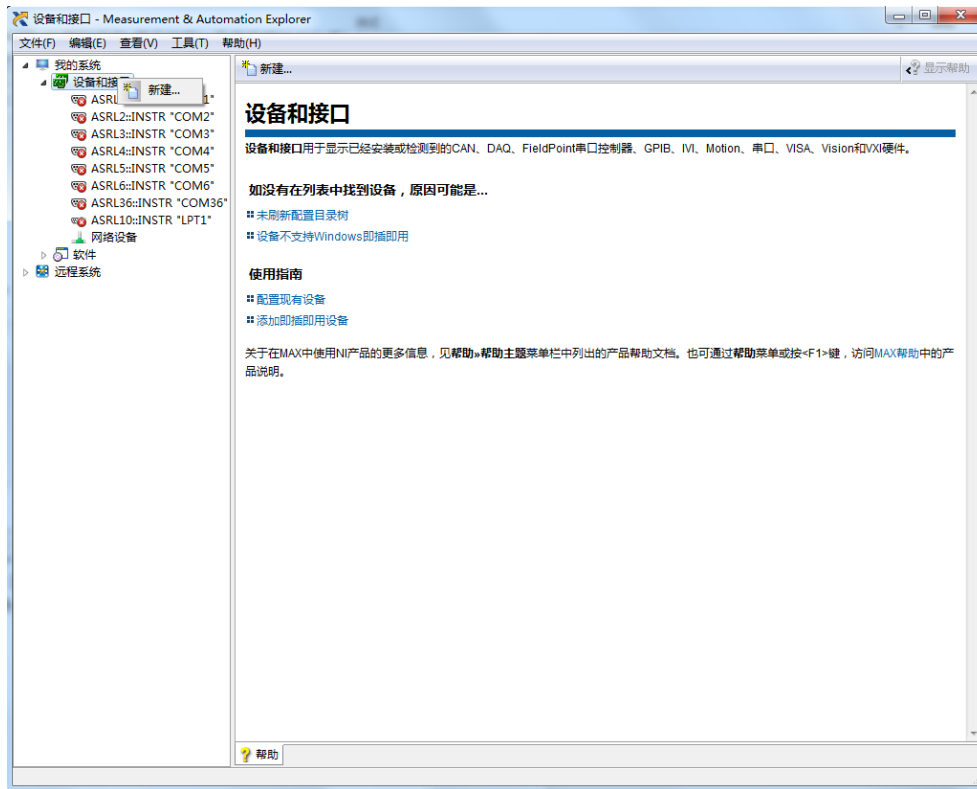 设备和接口 - Measurement & Automation Explorer
文件(F) 编辑(E) 查看(V) 工具(T) 帮助(H)
我的系统
设备和接
新建...
ASRL 1"
ASRL2::INSTR "COM2"
ASRL3::INSTR "COM3"
ASRL4::INSTR "COM4"
ASRL5::INSTR "COM5"
ASRL6::INSTR "COM6"
ASRL36::INSTR "COM36"
ASRL10::INSTR "LPT1"
网络设备
软件
远程系统
新建...
显示帮助
设备和接口
设备和接口用于显示已经安装或检测到的CAN、DAQ、FieldPoint串口控制器、GPIB、IVI、Motion、串口、VISA、Vision和VXI硬件。
如没有在列表中找到设备，原因可能是...
未刷新配置目录树
设备不支持Windows即插即用
使用指南
配置现有设备
添加即插即用设备
关于在MAX中使用NI产品的更多信息，见帮助»帮助主题菜单栏中列出的产品帮助文档。也可通过帮助菜单或按<F1>键，访问MAX帮助中的产
品说明。
帮助